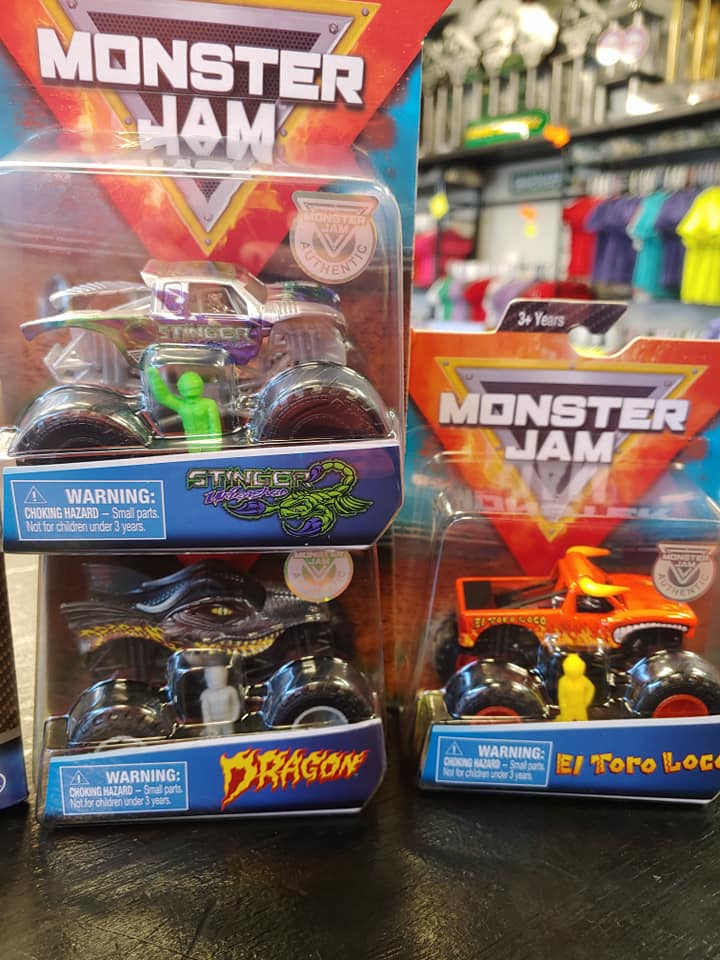 MONSTER
JAM
MONSTER
JAM
AUTHENTIC
STINGER
STINGER
Unleashed
WARNING:
CHOKING HAZARD – Small parts.
Not for children under 3 years.
MONSTER
JAM
WARNING:
CHOKING HAZARD – Small parts.
Not for children under 3 years.
DRAGON
3+ Years
MONSTER
JAM
MONSTER
JAM
AUTHENTIC
EL TORO LOCO
WARNING:
CHOKING HAZARD – Small parts.
Not for children under 3 years.
El Toro Loco